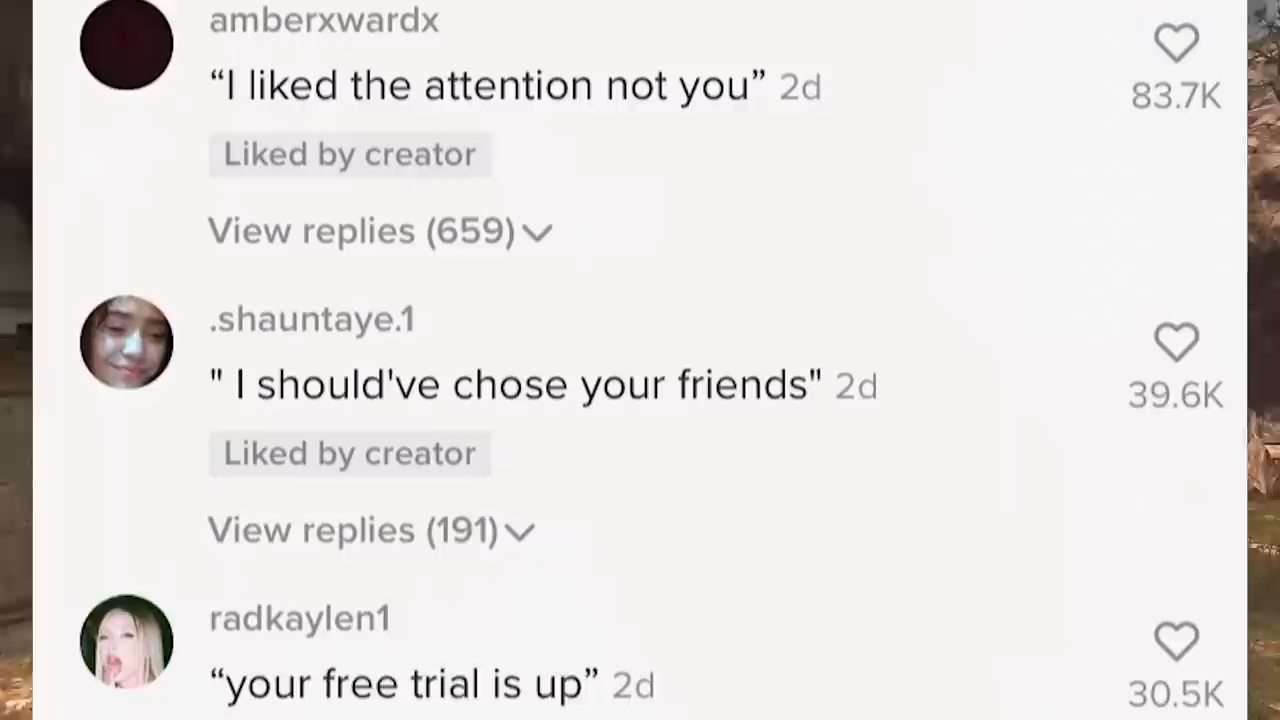 amberxwardx
“I liked the attention not you” 2d
83.7K
Liked by creator
View replies (659)
.shauntaye.1
" I should've chose your friends" 2d
39.6K
Liked by creator
View replies (191)
radkaylen1
“your free trial is up” 2d
30.5K